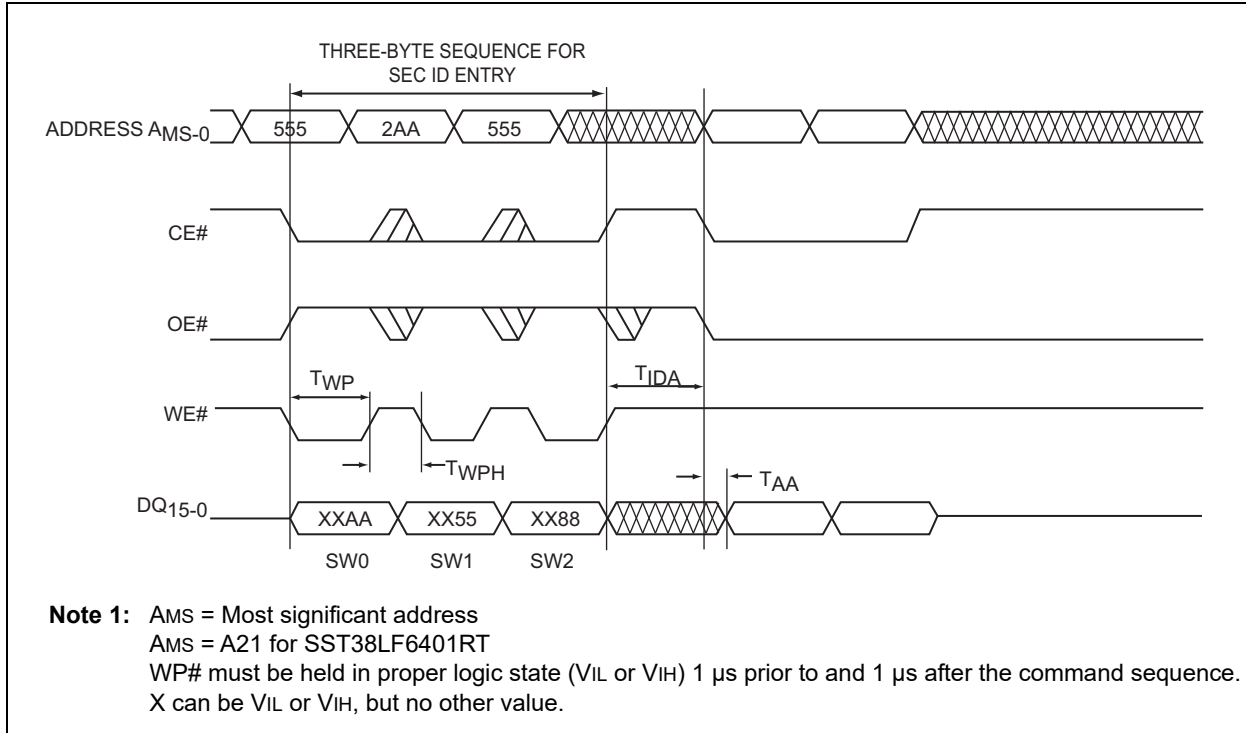 THREE-BYTE SEQUENCE FOR
SEC ID ENTRY
ADDRESS AMS-0
555 2AA 555
CE#
OE#
TWP TIDA
WE#
TWPH TAA
DQ15-0
XXAA XX55 XX88
SW0 SW1 SW2
Note 1: AMS = Most significant address
AMS = A21 for SST38LF6401RT
WP# must be held in proper logic state (VIL or VIH) 1 µs prior to and 1 µs after the command sequence.
X can be VIL or VIH, but no other value.